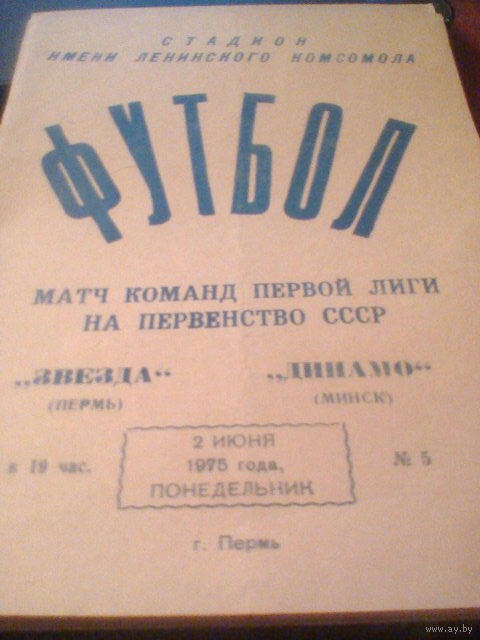 СТАДИОН
ИМЕНИ ЛЕНИНСКОГО КОМСОМОЛА
ФУТБОЛ
МАТЧ КОМАНД ПЕРВОЙ ЛИГИ
НА ПЕРВЕНСТВО СССР
„ЗВЕЗДА“ „ДИНАМО“
(ПЕРМЬ) (МИНСК)
2 ИЮНЯ
в 19 час. 1975 года, № 5
ПОНЕДЕЛЬНИК
г. Пермь
www.ay.by